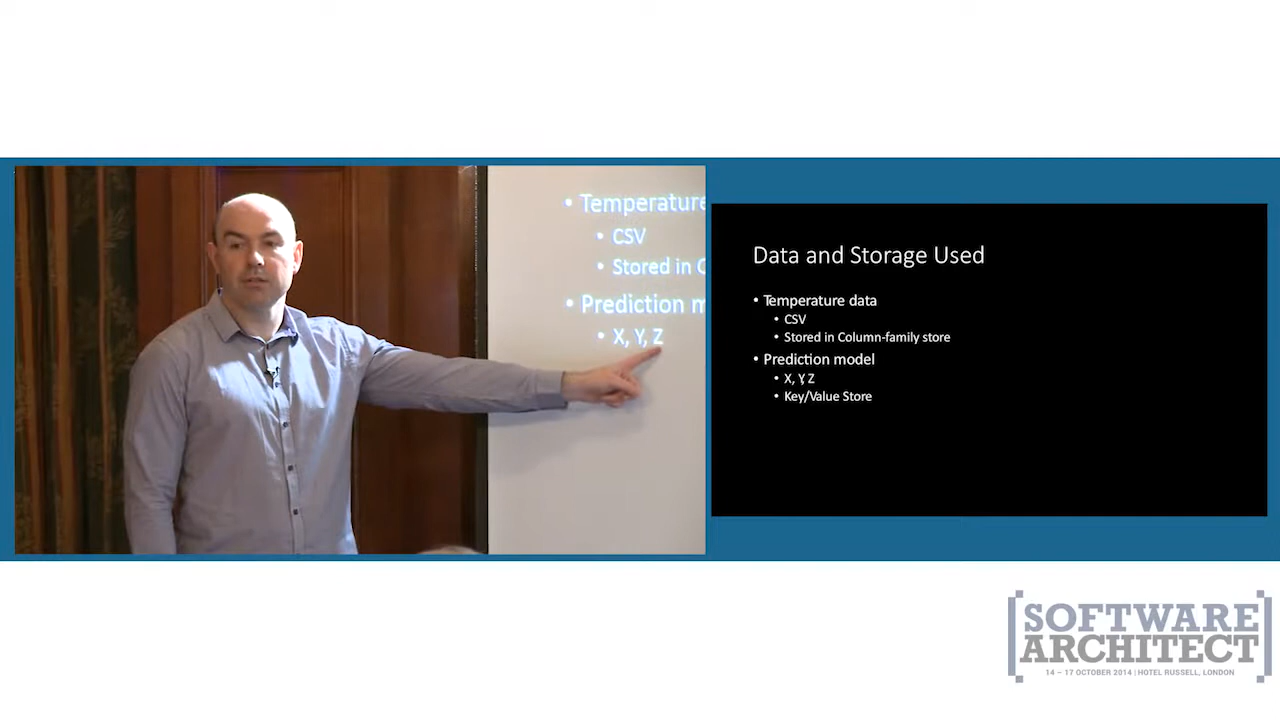 • Temperature
• CSV
• Stored in C
• Prediction m
• X, Y, Z
Data and Storage Used
• Temperature data
• CSV
• Stored in Column-family store
• Prediction model
• X, Y, Z
• Key/Value Store
[SOFTWARE
ARCHITECT]
14 – 17 OCTOBER 2014 | HOTEL RUSSELL, LONDON